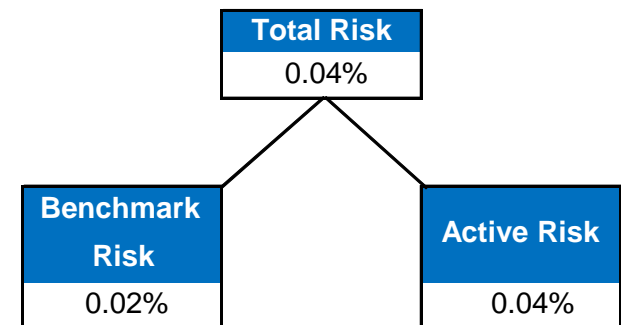 Total Risk
0.04%
Benchmark
Risk
0.02%
Active Risk
0.04%